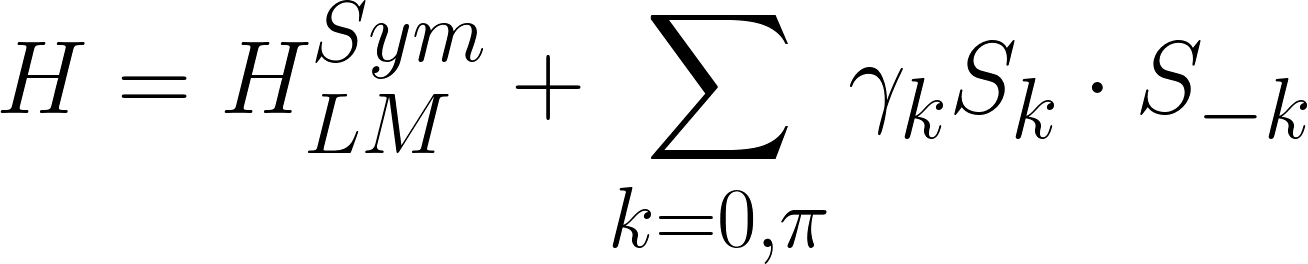 H = H_{LM}^{Sym} + \sum_{k=0,\pi} \gamma_k S_k \cdot S_{-k}